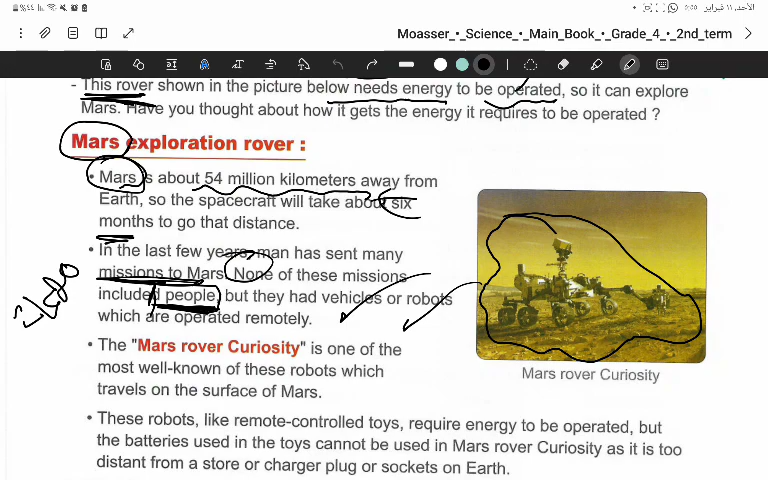 الأحد، ١١ فبراير 5:00
%٤٤
Moasser_•_Science_•_Main_Book_•_Grade_4_•_2nd_term
- This rover shown in the picture below needs energy to be operated, so it can explore
Mars. Have you thought about how it gets the energy it requires to be operated ?
Mars exploration rover :
• Mars is about 54 million kilometers away from
Earth, so the spacecraft will take about six
months to go that distance.
• In the last few years, man has sent many
missions to Mars. None of these missions
included people, but they had vehicles or robots
which are operated remotely.
• The "Mars rover Curiosity" is one of the
most well-known of these robots which
travels on the surface of Mars.
Mars rover Curiosity
• These robots, like remote-controlled toys, require energy to be operated, but
the batteries used in the toys cannot be used in Mars rover Curiosity as it is too
distant from a store or charger plug or sockets on Earth.